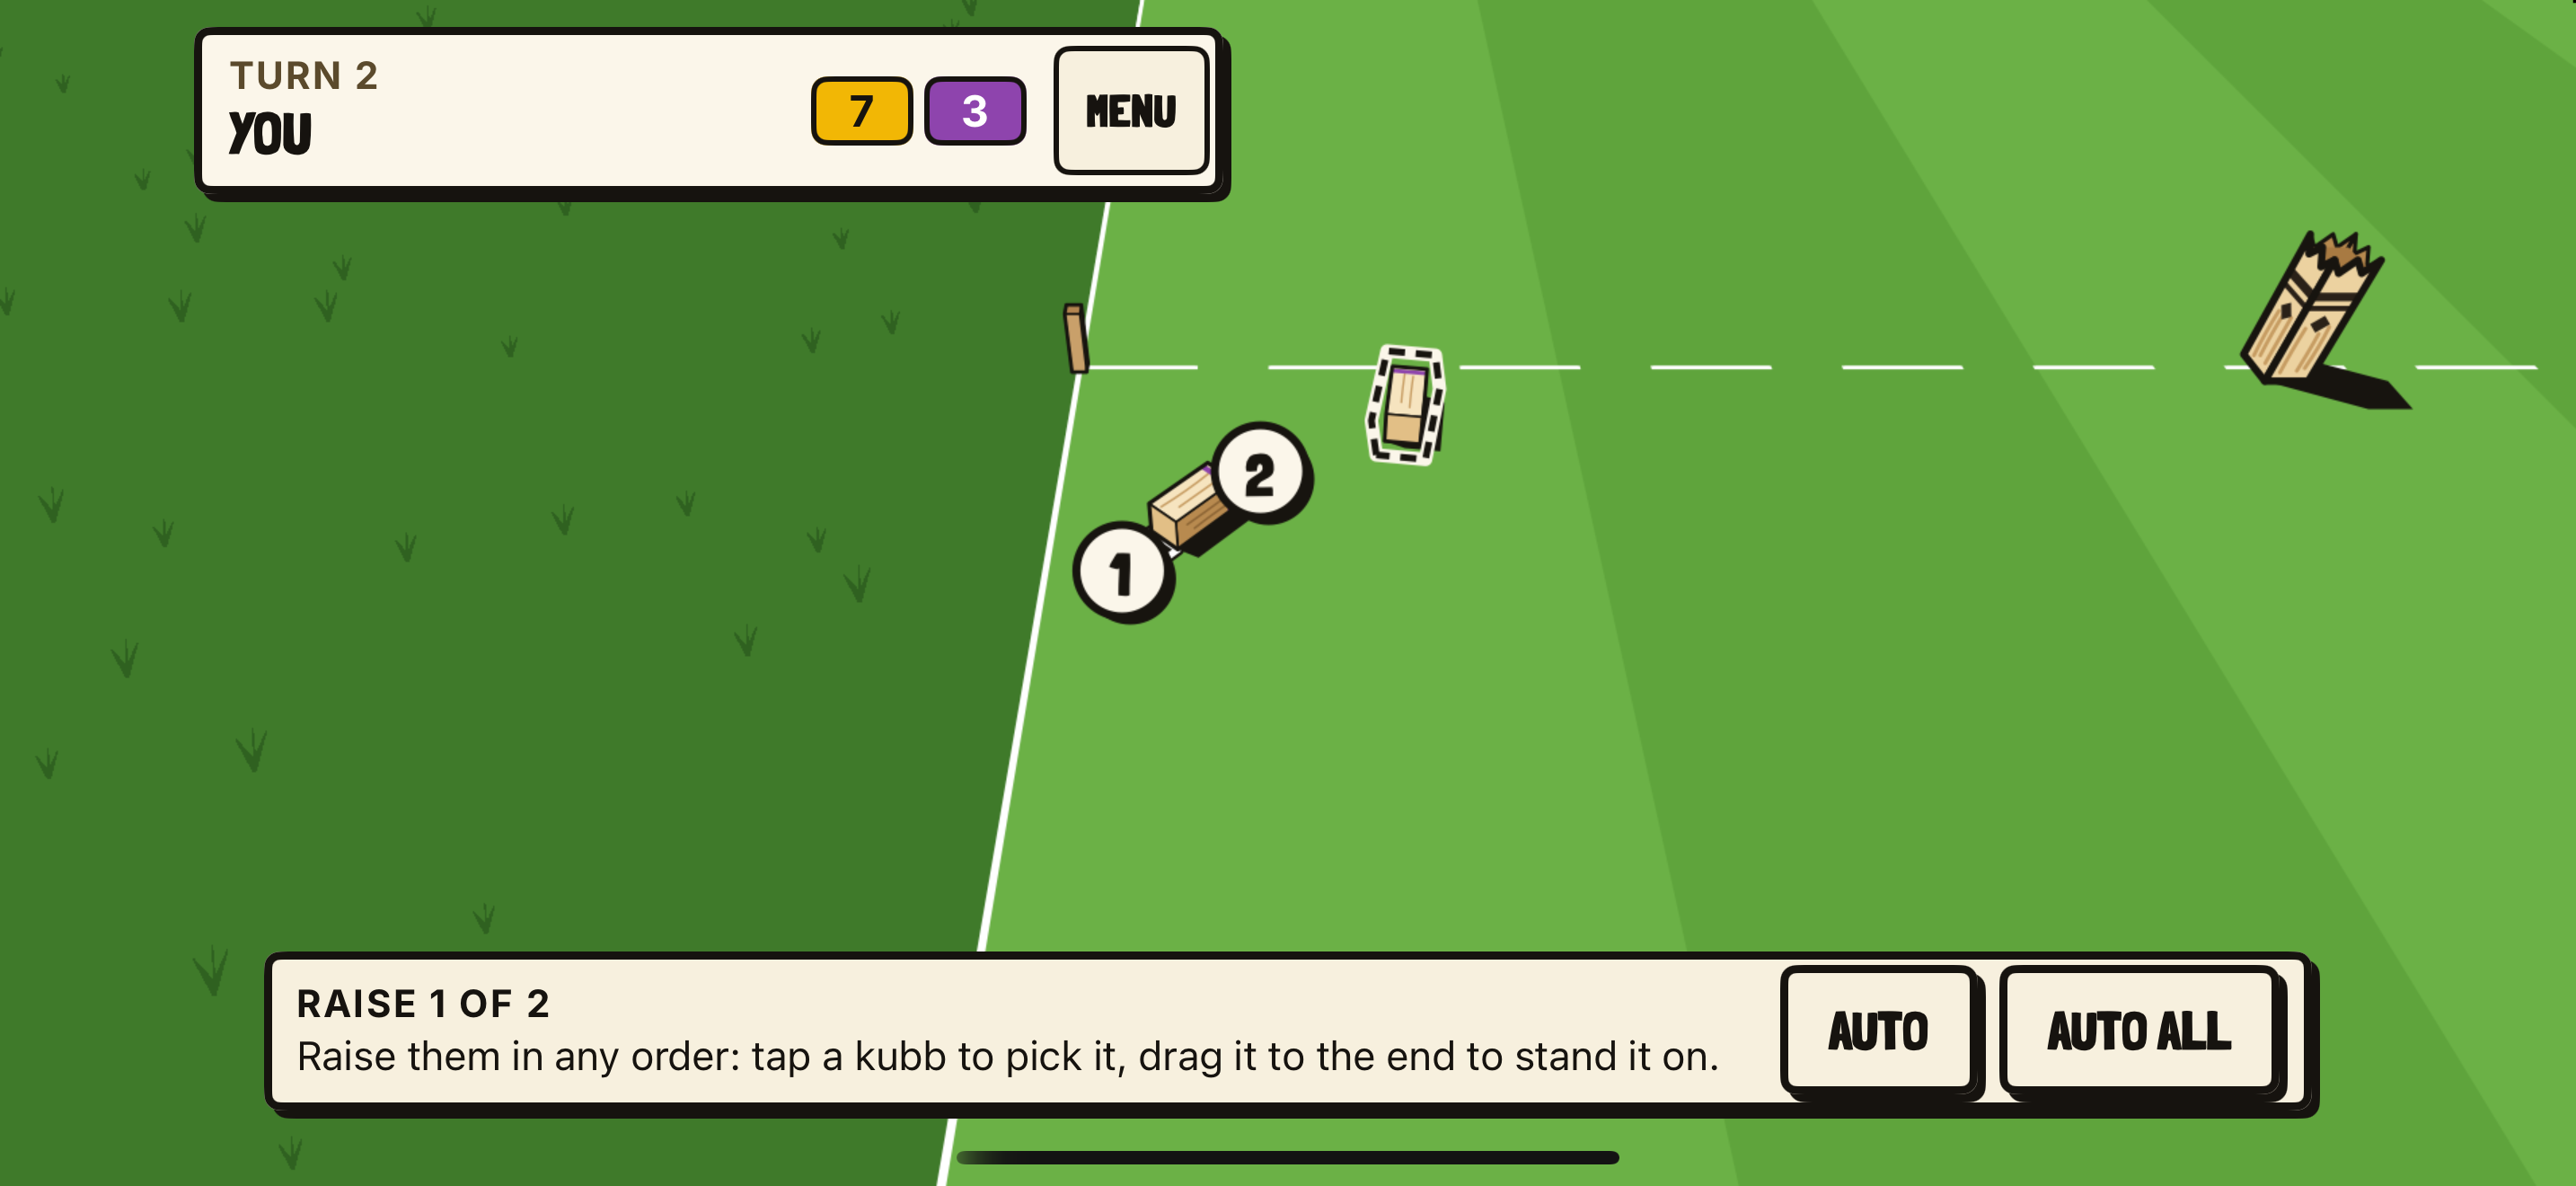 TURN 2
YOU
7
3
MENU
2
1
RAISE 1 OF 2
Raise them in any order: tap a kubb to pick it, drag it to the end to stand it on.
AUTO
AUTO ALL